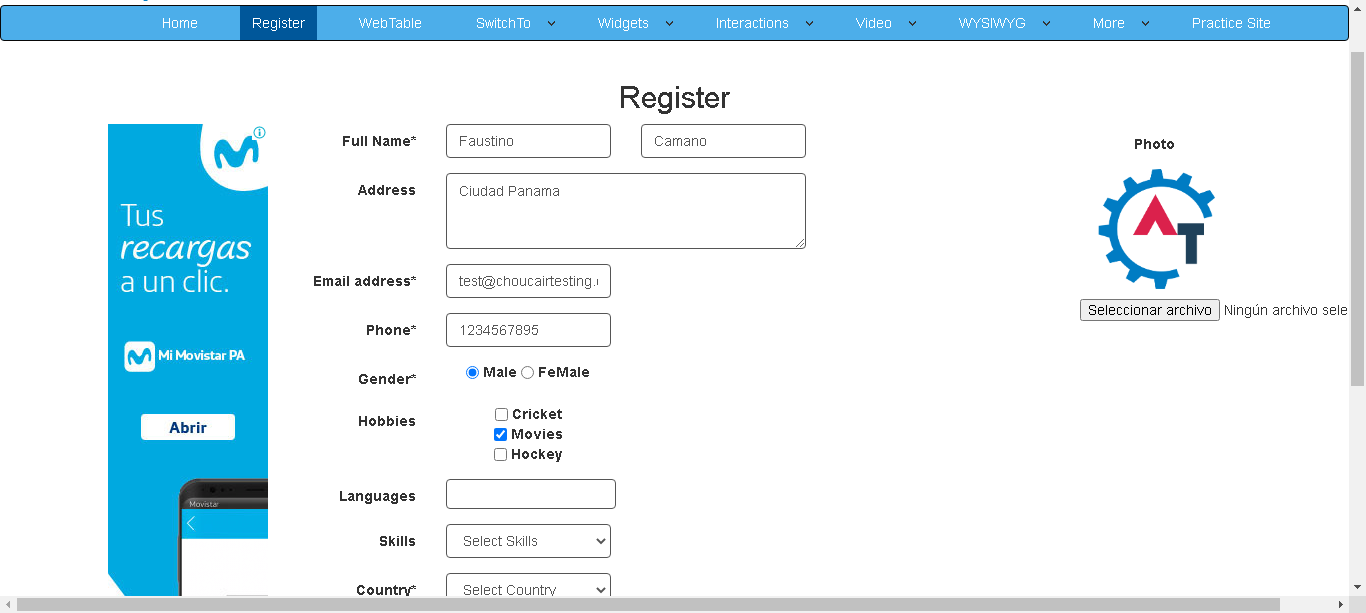 Home Register WebTable SwitchTo Widgets Interactions Video WYSIWYG More Practice Site
Register
Tus
recargas
a un clic.
Mi Movistar PA
Abrir
Movistar
Full Name* Faustino Camano
Address Ciudad Panama
Email address* test@choucairtesting.
Phone* 1234567895
Gender* Male FeMale
Hobbies Cricket
Movies
Hockey
Languages
Skills Select Skills
Country* Select Country
Photo
AT
Seleccionar archivo Ningún archivo sele